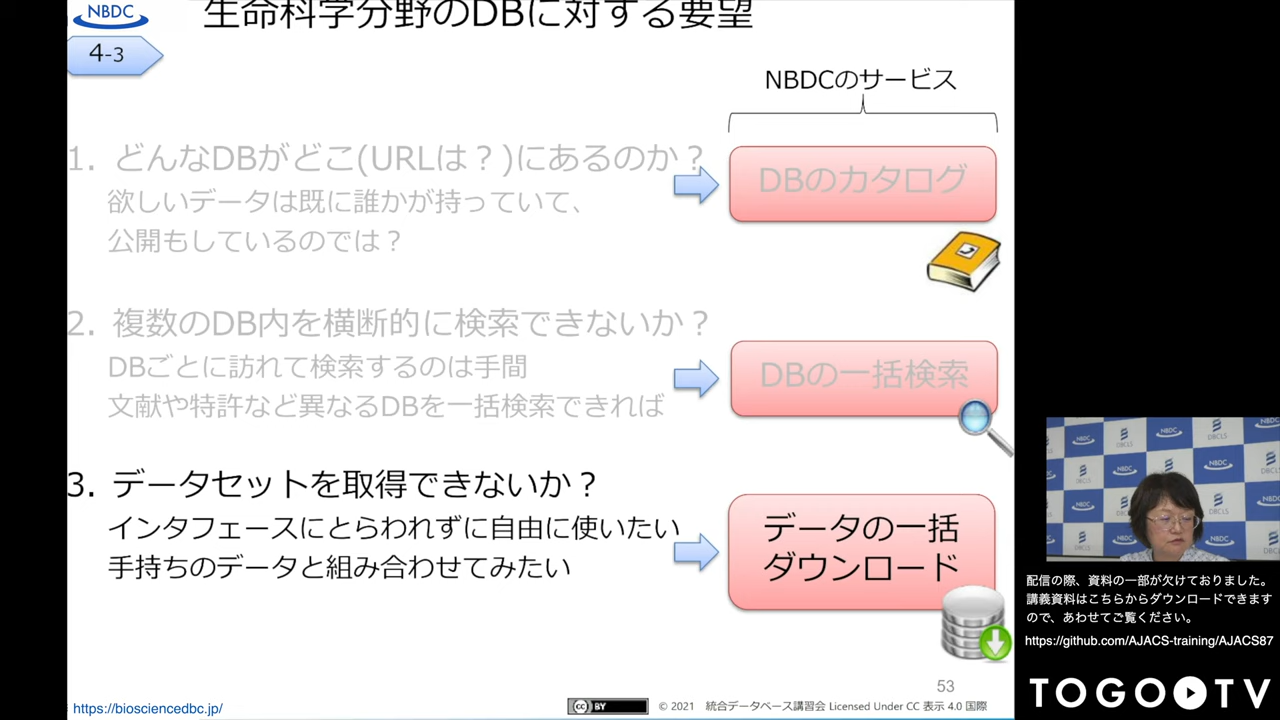 NBDC
生命科学分野のDBに対する要望
4-3
NBDCのサービス
1. どんなDBがどこ(URLは？)にあるのか？
欲しいデータは既に誰かが持っていて、
公開もしているのでは？
DBのカタログ
2. 複数のDB内を横断的に検索できないか？
DBごとに訪れて検索するのは手間
文献や特許など異なるDBを一括検索できれば
DBの一括検索
3. データセットを取得できないか？
インタフェースにとらわれずに自由に使いたい
手持ちのデータと組み合わせてみたい
データの一括
ダウンロード
53
https://biosciencedbc.jp/
cc BY
© 2021 統合データベース講習会 Licensed Under CC 表示 4.0 国際
NBDC
DBCLS
配信の際、資料の一部が欠けておりました。
講義資料はこちらからダウンロードできます
ので、あわせてご覧ください。
https://github.com/AJACS-training/AJACS87
TOGO TV